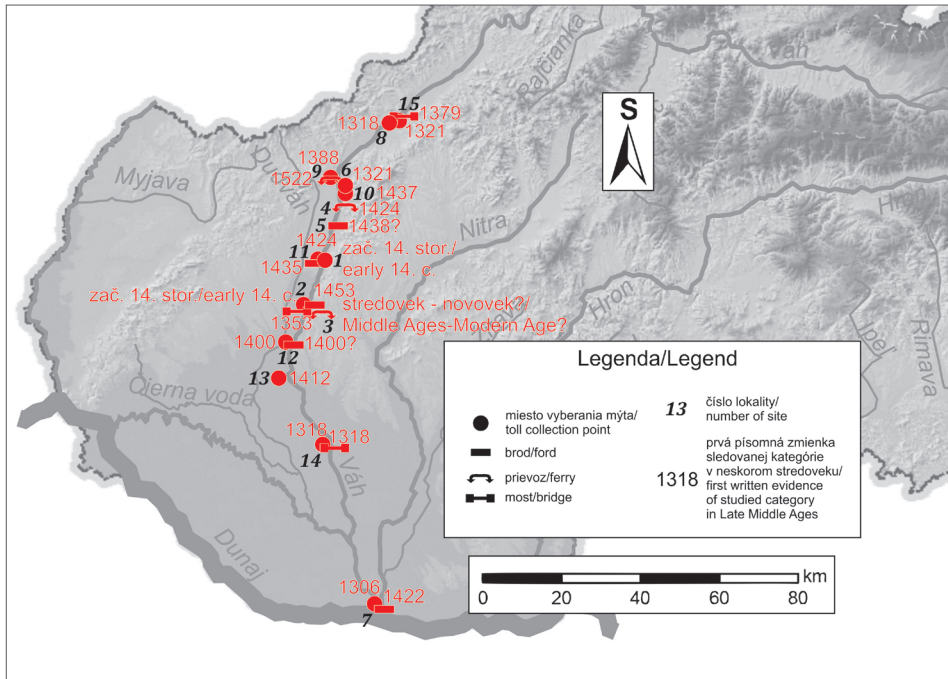 Rajčianka
Váh
S
15
1379
1318
1321
8
1388
9
6
1321
1522
10
1437
Dudváh
Myjava
4
1424
5
1438?
Nitra
1424
11
1
zač. 14. stor./
early 14. c.
1435
Hron
zač. 14. stor./early 14. c.
2
1453
stredovek - novovek?/
Middle Ages-Modern Age?
1353
3
Ipeľ
Rimava
1400
1400?
12
13
1412
Čierna voda
1318
1318
14
Váh
Dunaj
1306
1422
7
Legenda/Legend
miesto vyberania mýta/
toll collection point
brod/ford
prievoz/ferry
most/bridge
13
číslo lokality/
number of site
1318
prvá písomná zmienka
sledovanej kategórie
v neskorom stredoveku/
first written evidence
of studied category
in Late Middle Ages
km
0
20
40
60
80